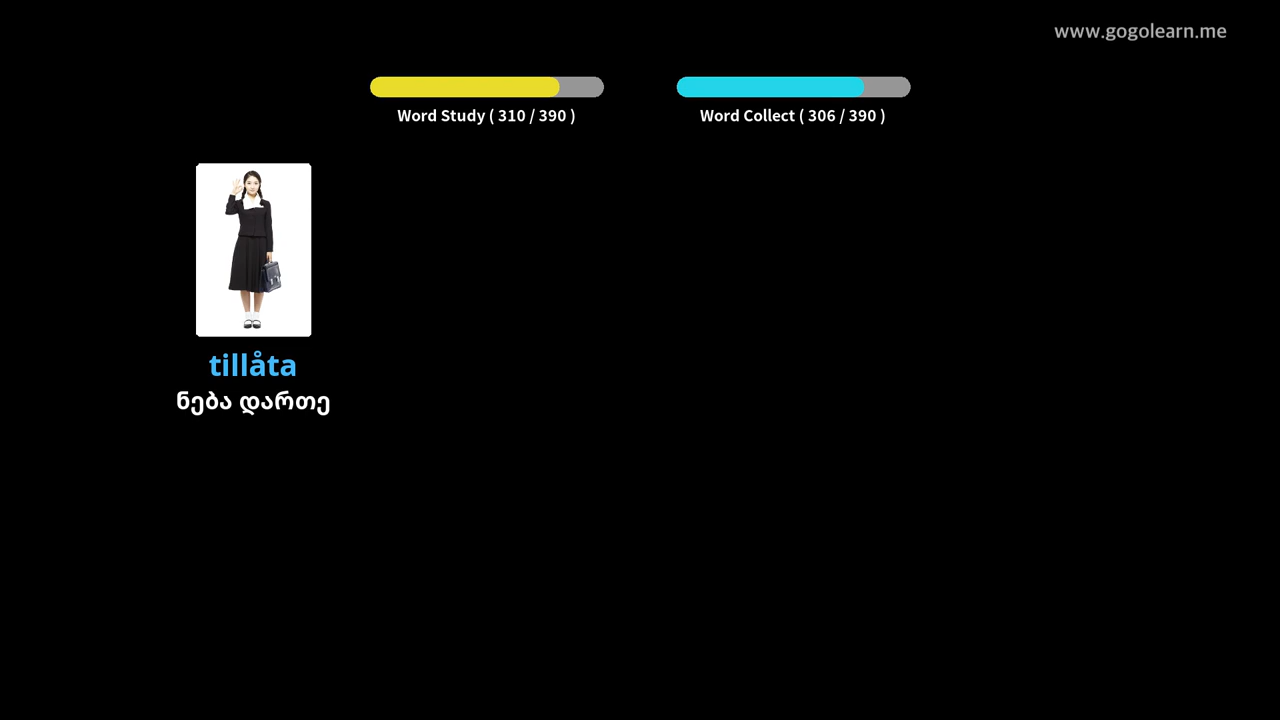 www.gogolearn.me
Word Study ( 310 / 390 )
Word Collect ( 306 / 390 )
tillåta
ნება დართე